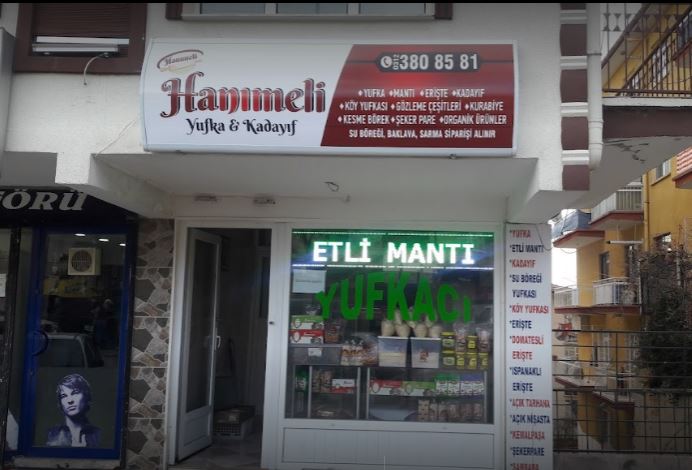 Hanımeli
Hanımeli
Yufka & Kadayıf
0312 380 85 81
♦ YUFKA ♦ MANTI ♦ ERİŞTE ♦ KADAYIF
♦ KÖY YUFKASI ♦ GÖZLEME ÇEŞİTLERİ ♦ KURABİYE
♦ KESME BÖREK ♦ ŞEKER PARE ♦ ORGANİK ÜRÜNLER
SU BÖREĞİ, BAKLAVA, SARMA SİPARİŞİ ALINIR
ÖRÜ
ETLİ MANTI
YUFKACI
*YUFKA
*ETLİ MANTI
*KADAYIF
*SU BÖREĞİ
YUFKASI
*KÖY YUFKASI
*ERİŞTE
*DOMATESLİ
ERİŞTE
*ISPANAKLI
ERİŞTE
*AÇIK TARHANA
*AÇIK NİŞASTA
*KEMALPAŞA
*ŞEKERPARE